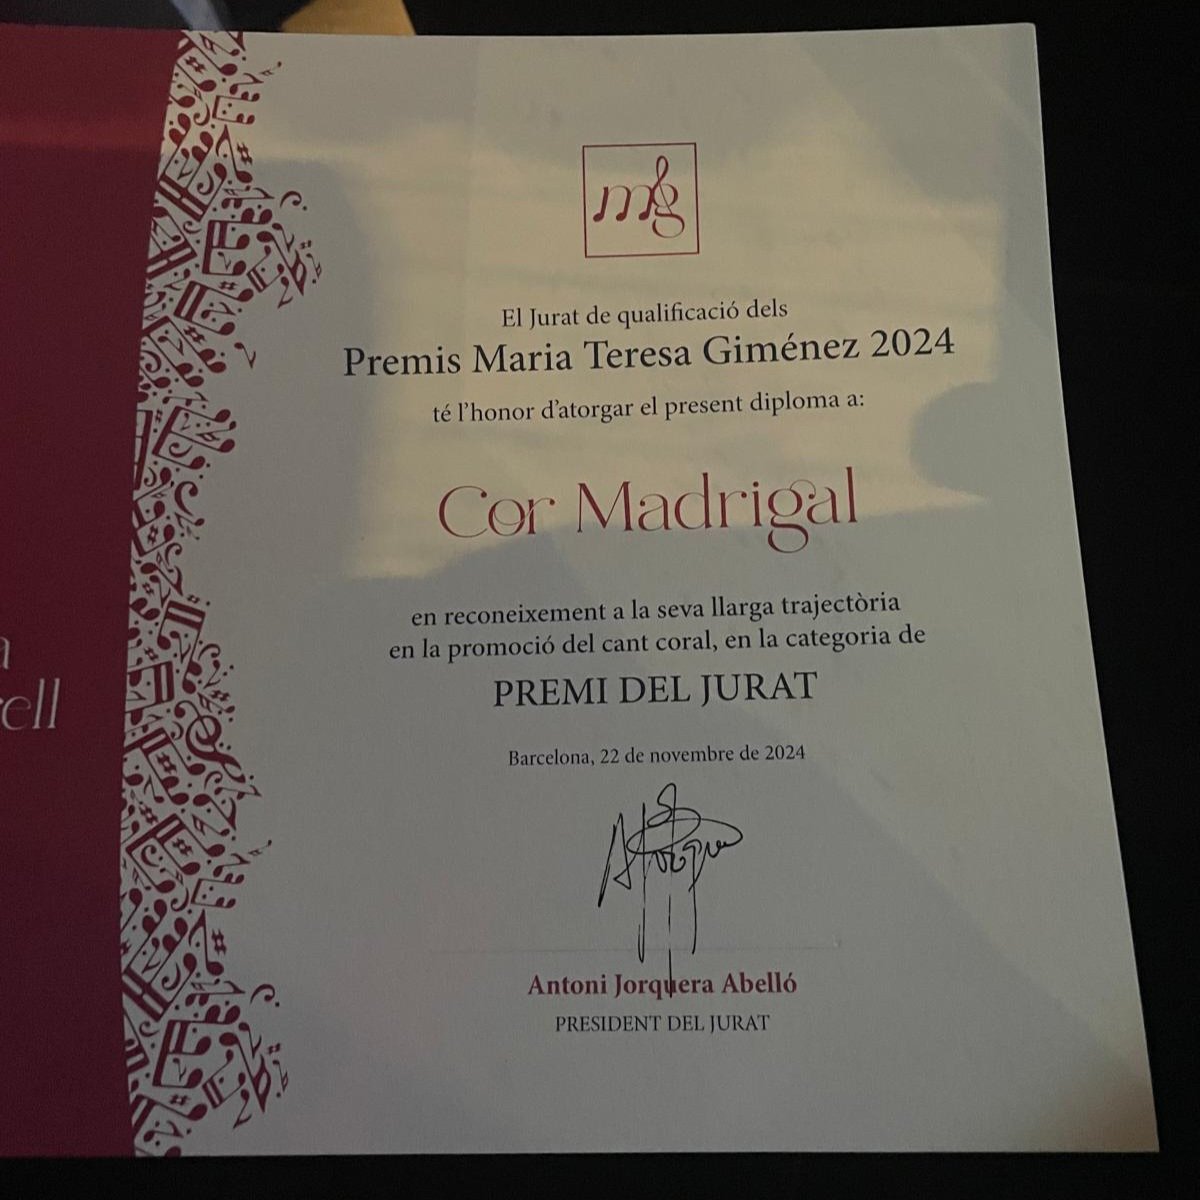 mg
El Jurat de qualificació dels
Premis Maria Teresa Giménez 2024
té l'honor d'atorgar el present diploma a:
Cor Madrigal
en reconeixement a la seva llarga trajectòria
en la promoció del cant coral, en la categoria de
PREMI DEL JURAT
Barcelona, 22 de novembre de 2024
Antoni Jorquera Abelló
PRESIDENT DEL JURAT